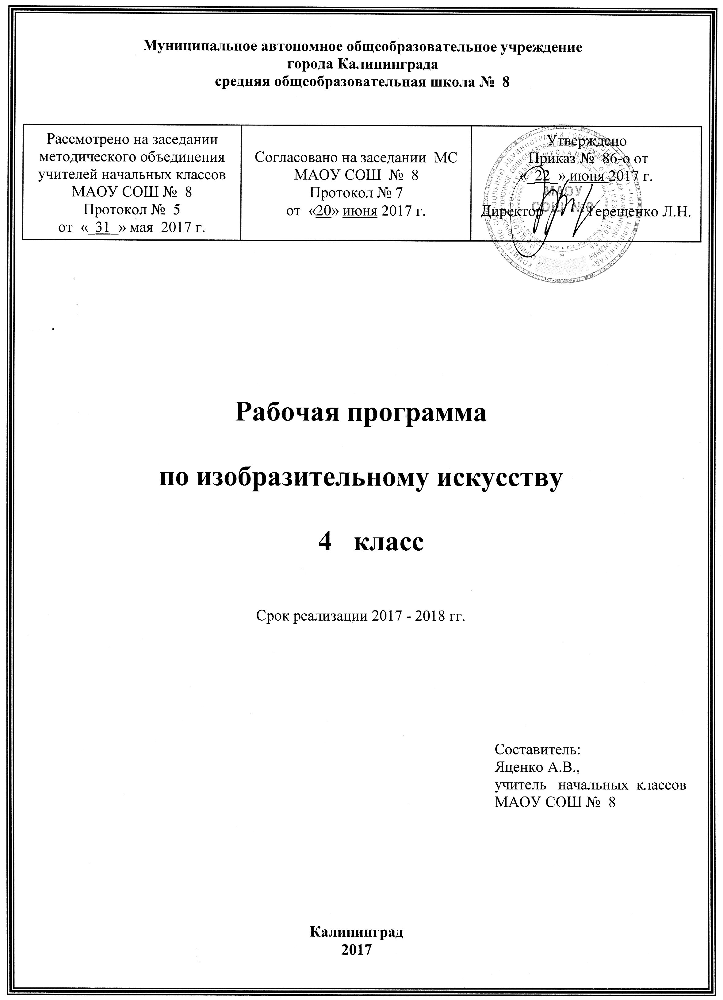 Муниципальное автономное общеобразовательное учреждение
города Калининграда
средняя общеобразовательная школа № 8
Рассмотрено на заседании
методического объединения
учителей начальных классов
МАОУ СОШ № 8
Протокол № 5
от «_31_» мая 2017 г.
Согласовано на заседании МС
МАОУ СОШ № 8
Протокол № 7
от «20» июня 2017 г.
Утверждено
Приказ № 86-о от
«_22_» июня 2017 г.
Директор Терещенко Л.Н.
МАОУ
СОШ №8
Рабочая программа
по изобразительному искусству
4 класс
Срок реализации 2017 - 2018 гг.
Составитель:
Яценко А.В.,
учитель начальных классов
МАОУ СОШ № 8
Калининград
2017